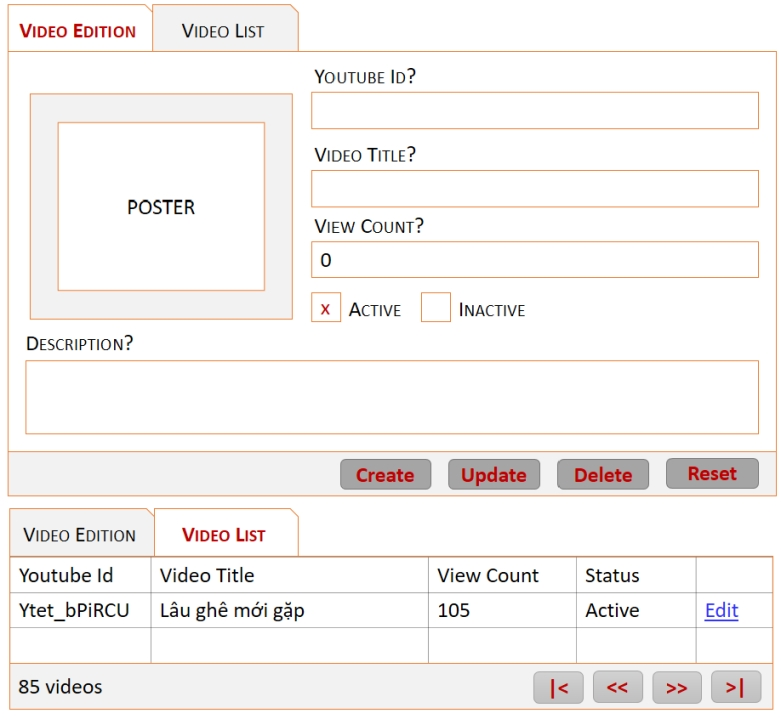 Video Edition
Video List
Youtube Id?
POSTER
Video Title?
View Count?
0
x Active Inactive
Description?
Create Update Delete Reset
Video Edition Video List
Youtube Id Video Title View Count Status
Ytet_bPiRCU Lâu ghê mới gặp 105 Active Edit
85 videos |< << >> >|